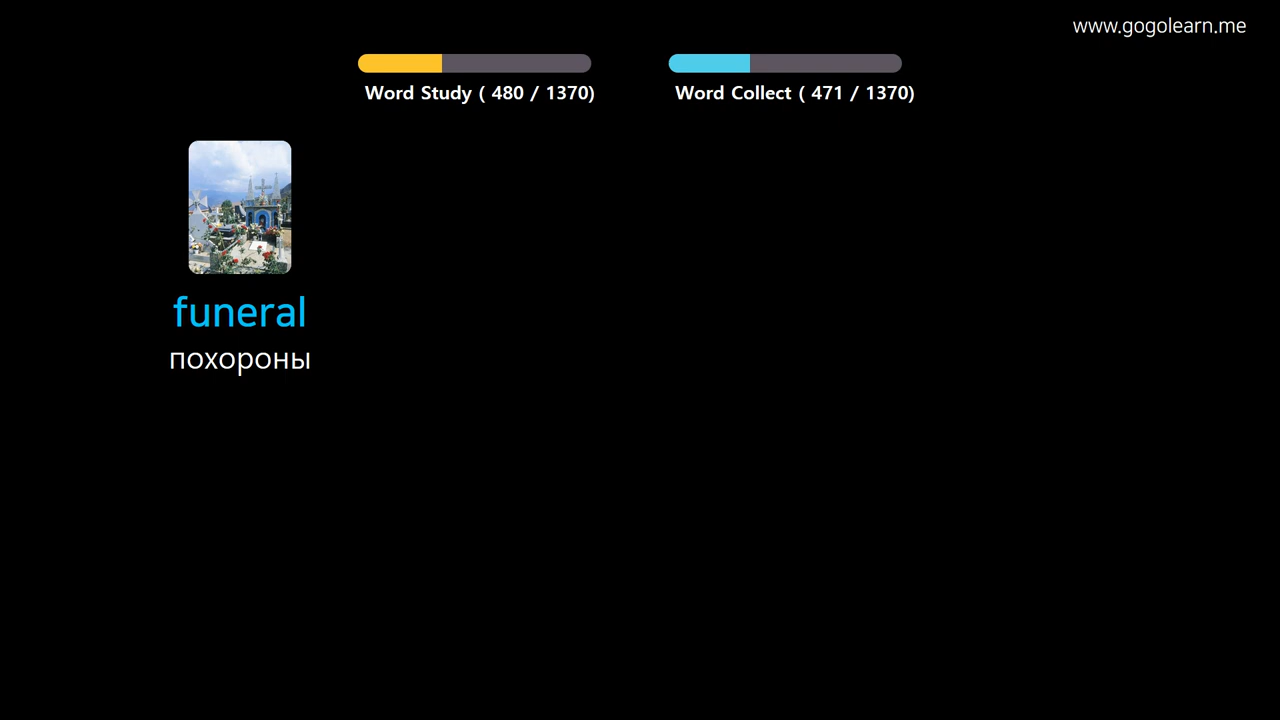 www.gogolearn.me
Word Study ( 480 / 1370)
Word Collect ( 471 / 1370)
funeral
похороны